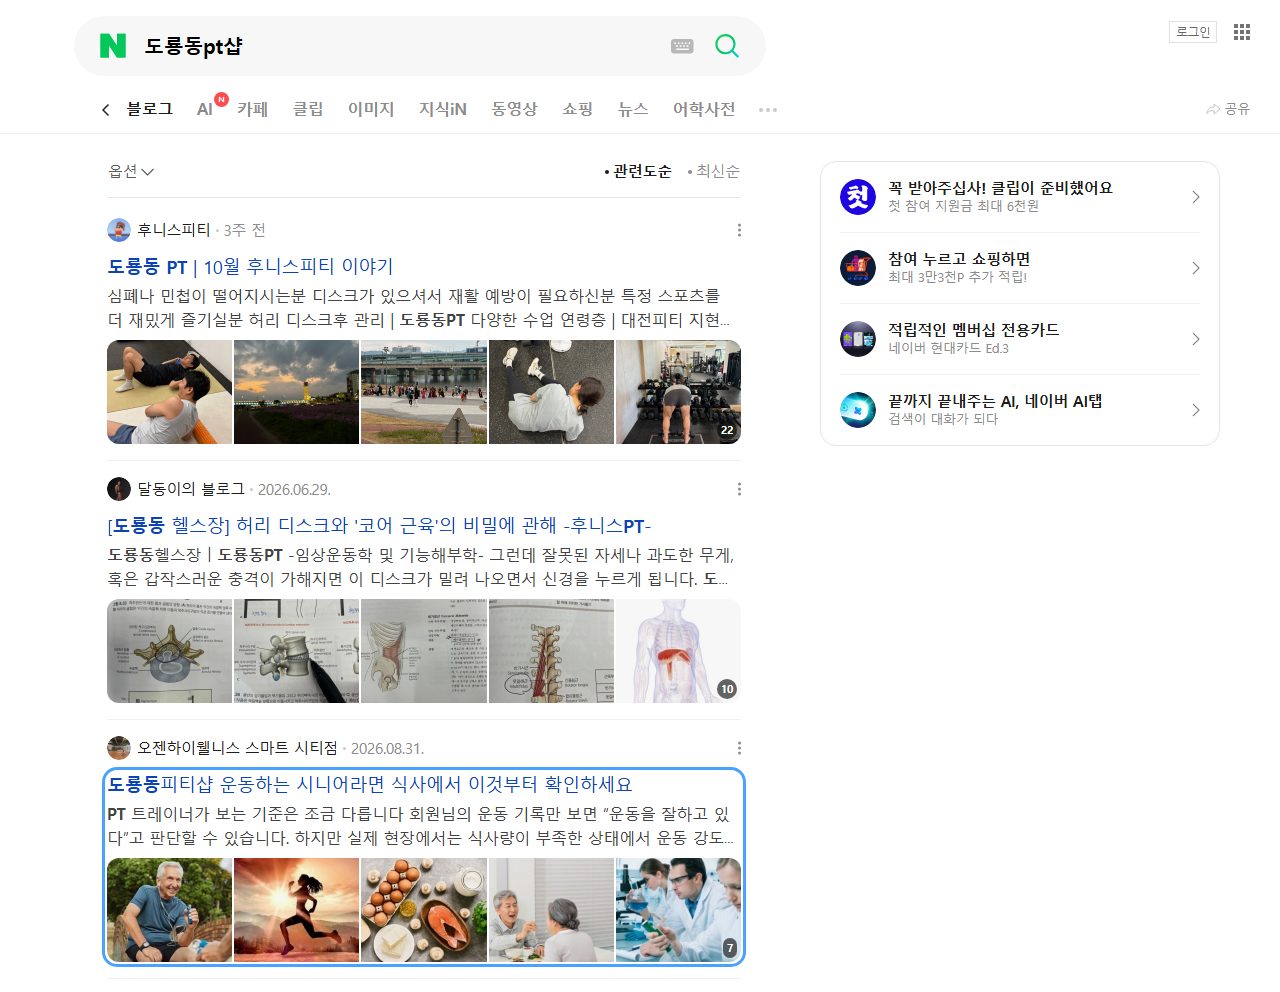 도룡동pt샵
로그인
블로그 AI N 카페 클립 이미지 지식iN 동영상 쇼핑 뉴스 어학사전
공유
옵션
• 관련도순 • 최신순
후니스피티 · 3주 전
도룡동 PT | 10월 후니스피티 이야기
심폐나 민첩이 떨어지시는분 디스크가 있으셔서 재활 예방이 필요하신분 특정 스포츠를
더 재밌게 즐기실분 허리 디스크후 관리 | 도룡동PT 다양한 수업 연령층 | 대전피티 지현...
22
달동이의 블로그 · 2026.06.29.
[도룡동 헬스장] 허리 디스크와 '코어 근육'의 비밀에 관해 -후니스PT-
도룡동헬스장 | 도룡동PT -임상운동학 및 기능해부학- 그런데 잘못된 자세나 과도한 무게,
혹은 갑작스러운 충격이 가해지면 이 디스크가 밀려 나오면서 신경을 누르게 됩니다. 도...
10
오젠하이웰니스 스마트 시티점 · 2026.08.31.
도룡동피티샵 운동하는 시니어라면 식사에서 이것부터 확인하세요
PT 트레이너가 보는 기준은 조금 다릅니다 회원님의 운동 기록만 보면 “운동을 잘하고 있
다”고 판단할 수 있습니다. 하지만 실제 현장에서는 식사량이 부족한 상태에서 운동 강도...
7
첫
꼭 받아주십사! 클립이 준비했어요
첫 참여 지원금 최대 6천원
참여 누르고 쇼핑하면
최대 3만3천P 추가 적립!
적립적인 멤버십 전용카드
네이버 현대카드 Ed.3
끝까지 끝내주는 AI, 네이버 AI탭
검색이 대화가 되다